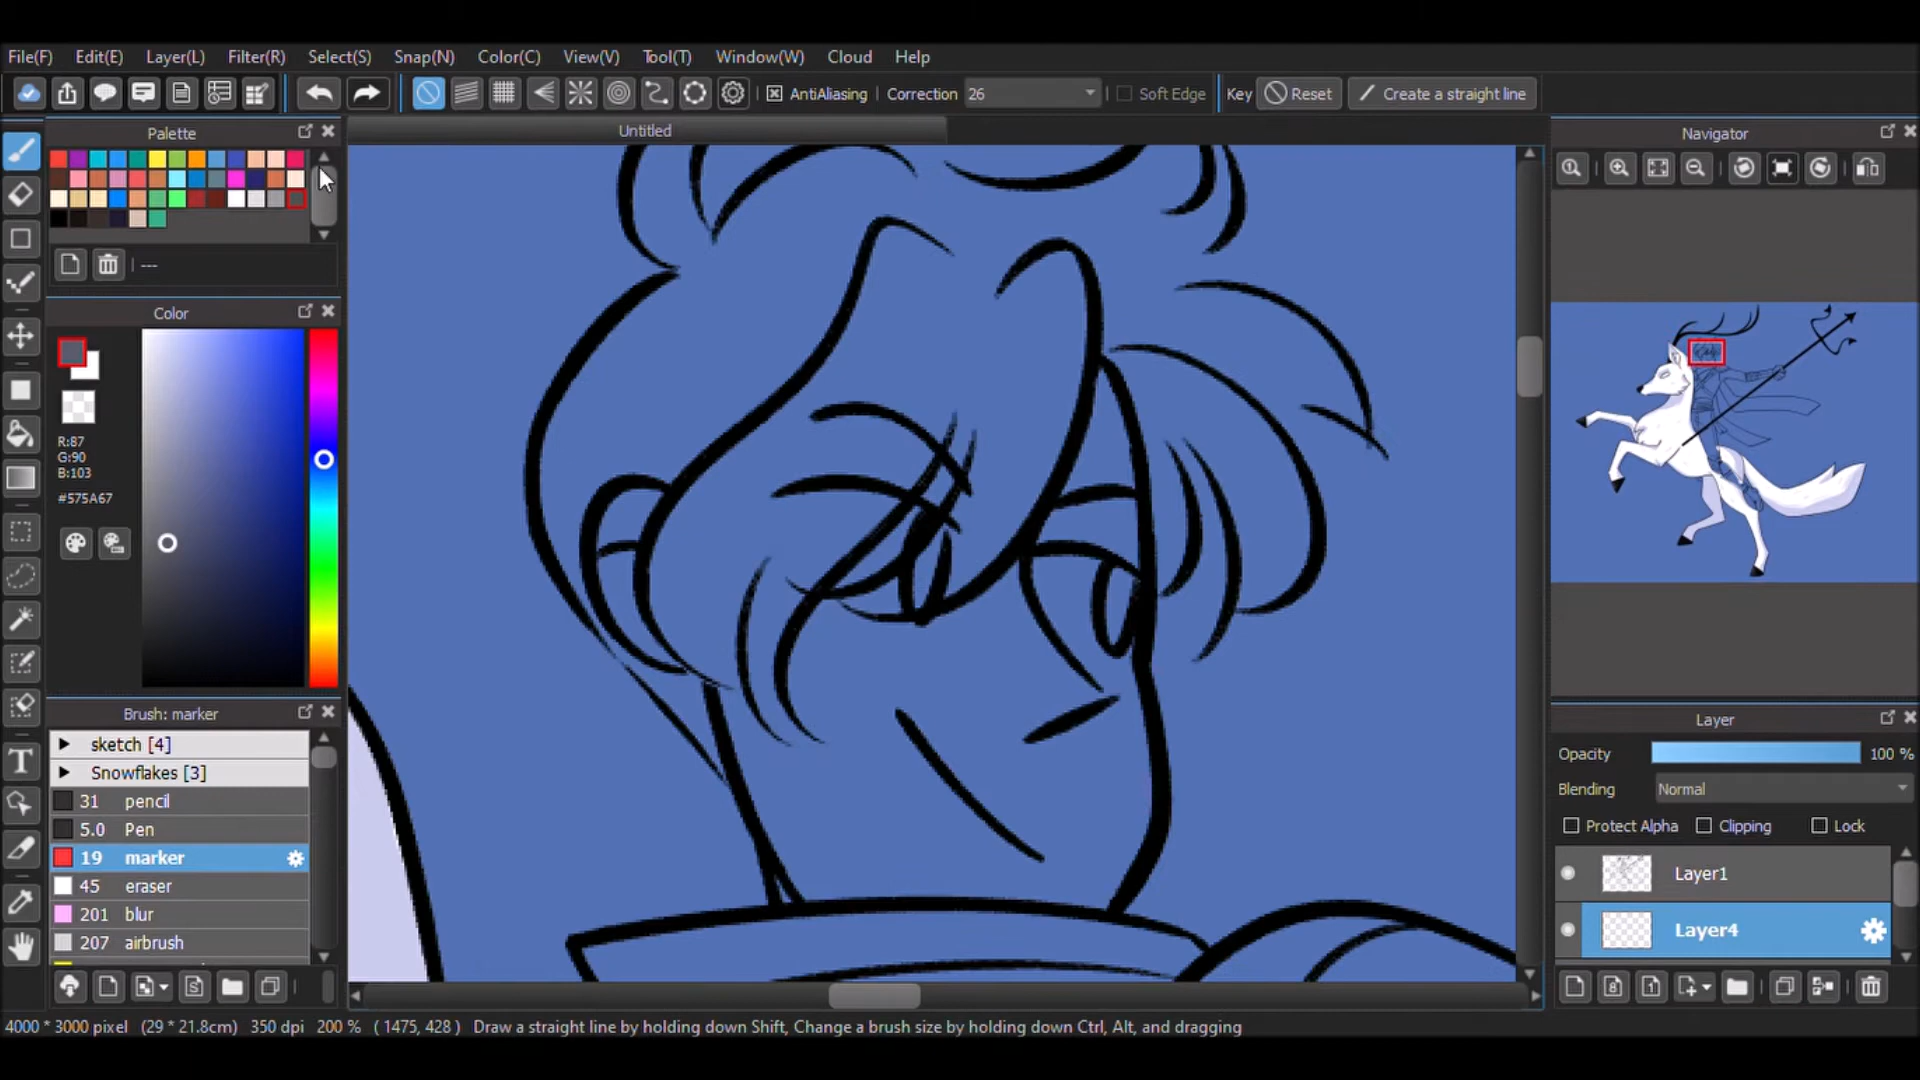 File(F) Edit(E) Layer(L) Filter(R) Select(S) Snap(N) Color(C) View(V) Tool(T) Window(W) Cloud Help
AntiAliasing Correction 26 Soft Edge Key Reset Create a straight line
Palette
Untitled
Navigator
---
Color
R:87
G:90
B:103
#575A67
Brush: marker
sketch [4]
Snowflakes [3]
31 pencil
5.0 Pen
19 marker
45 eraser
201 blur
207 airbrush
Layer
Opacity 100 %
Blending Normal
Protect Alpha Clipping Lock
Layer1
Layer4
4000 * 3000 pixel (29 * 21.8cm) 350 dpi 200 % ( 1475, 428 ) Draw a straight line by holding down Shift, Change a brush size by holding down Ctrl, Alt, and dragging